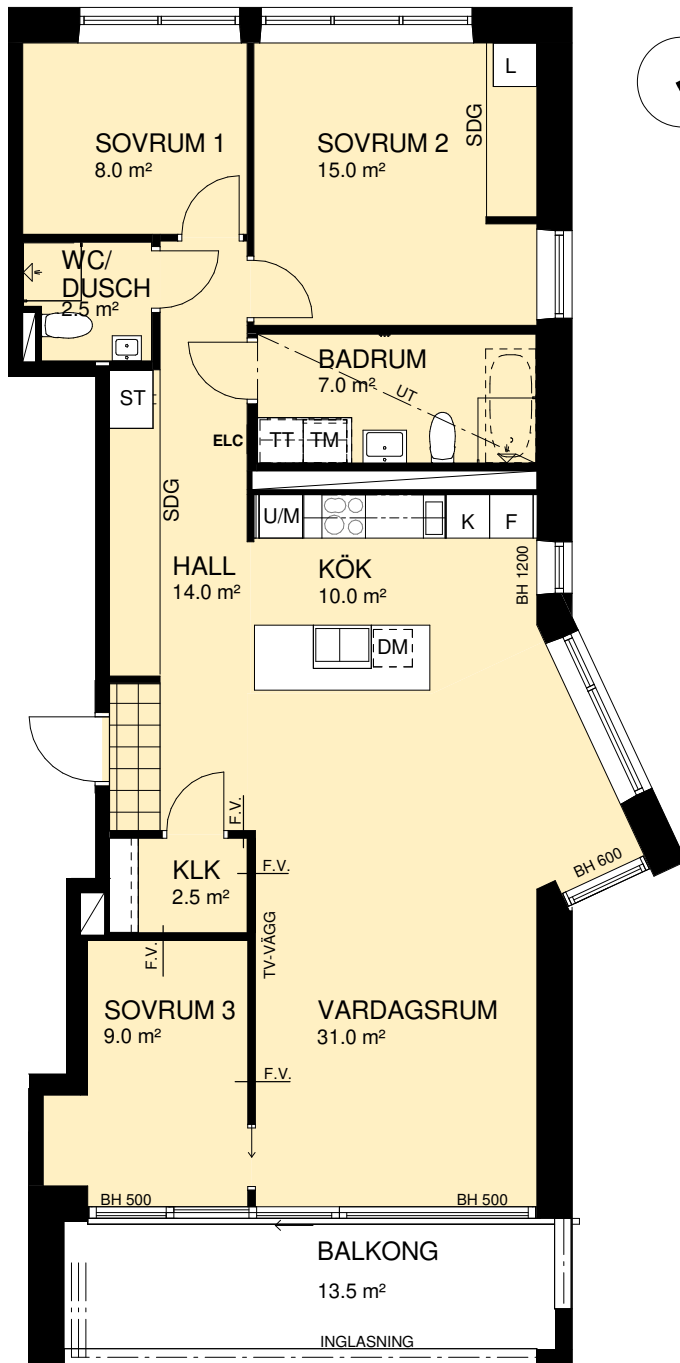 L
SOVRUM 1
8.0 m²
SOVRUM 2
15.0 m²
SDG
WC/
DUSCH
2.5 m²
BADRUM
7.0 m²
UT
ST
ELC
TT
TM
SDG
U/M
K
F
HALL
14.0 m²
KÖK
10.0 m²
BH 1200
DM
F.V.
KLK
2.5 m²
F.V.
BH 600
F.V.
TV-VÄGG
SOVRUM 3
9.0 m²
VARDAGSRUM
31.0 m²
F.V.
BH 500
BH 500
BALKONG
13.5 m²
INGLASNING